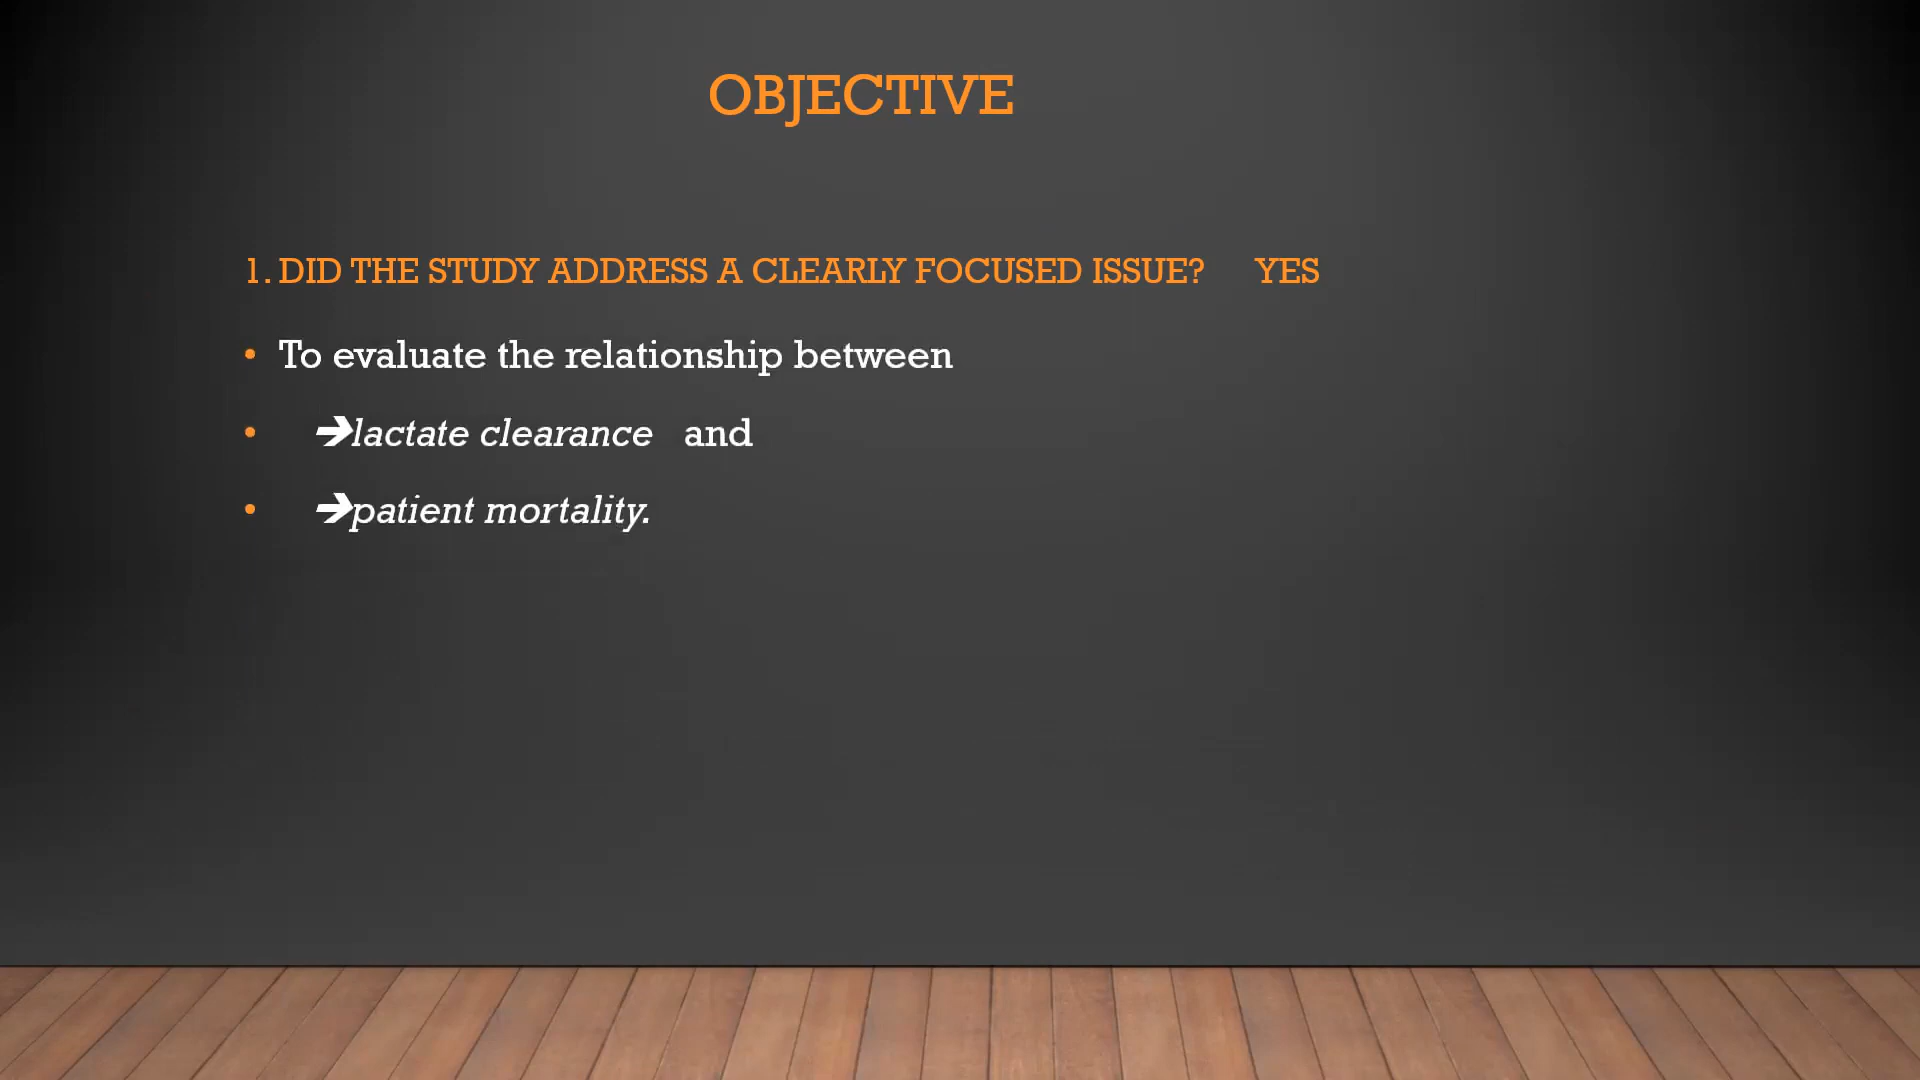 OBJECTIVE
1. DID THE STUDY ADDRESS A CLEARLY FOCUSED ISSUE? YES
• To evaluate the relationship between
• ➔lactate clearance and
• ➔patient mortality.